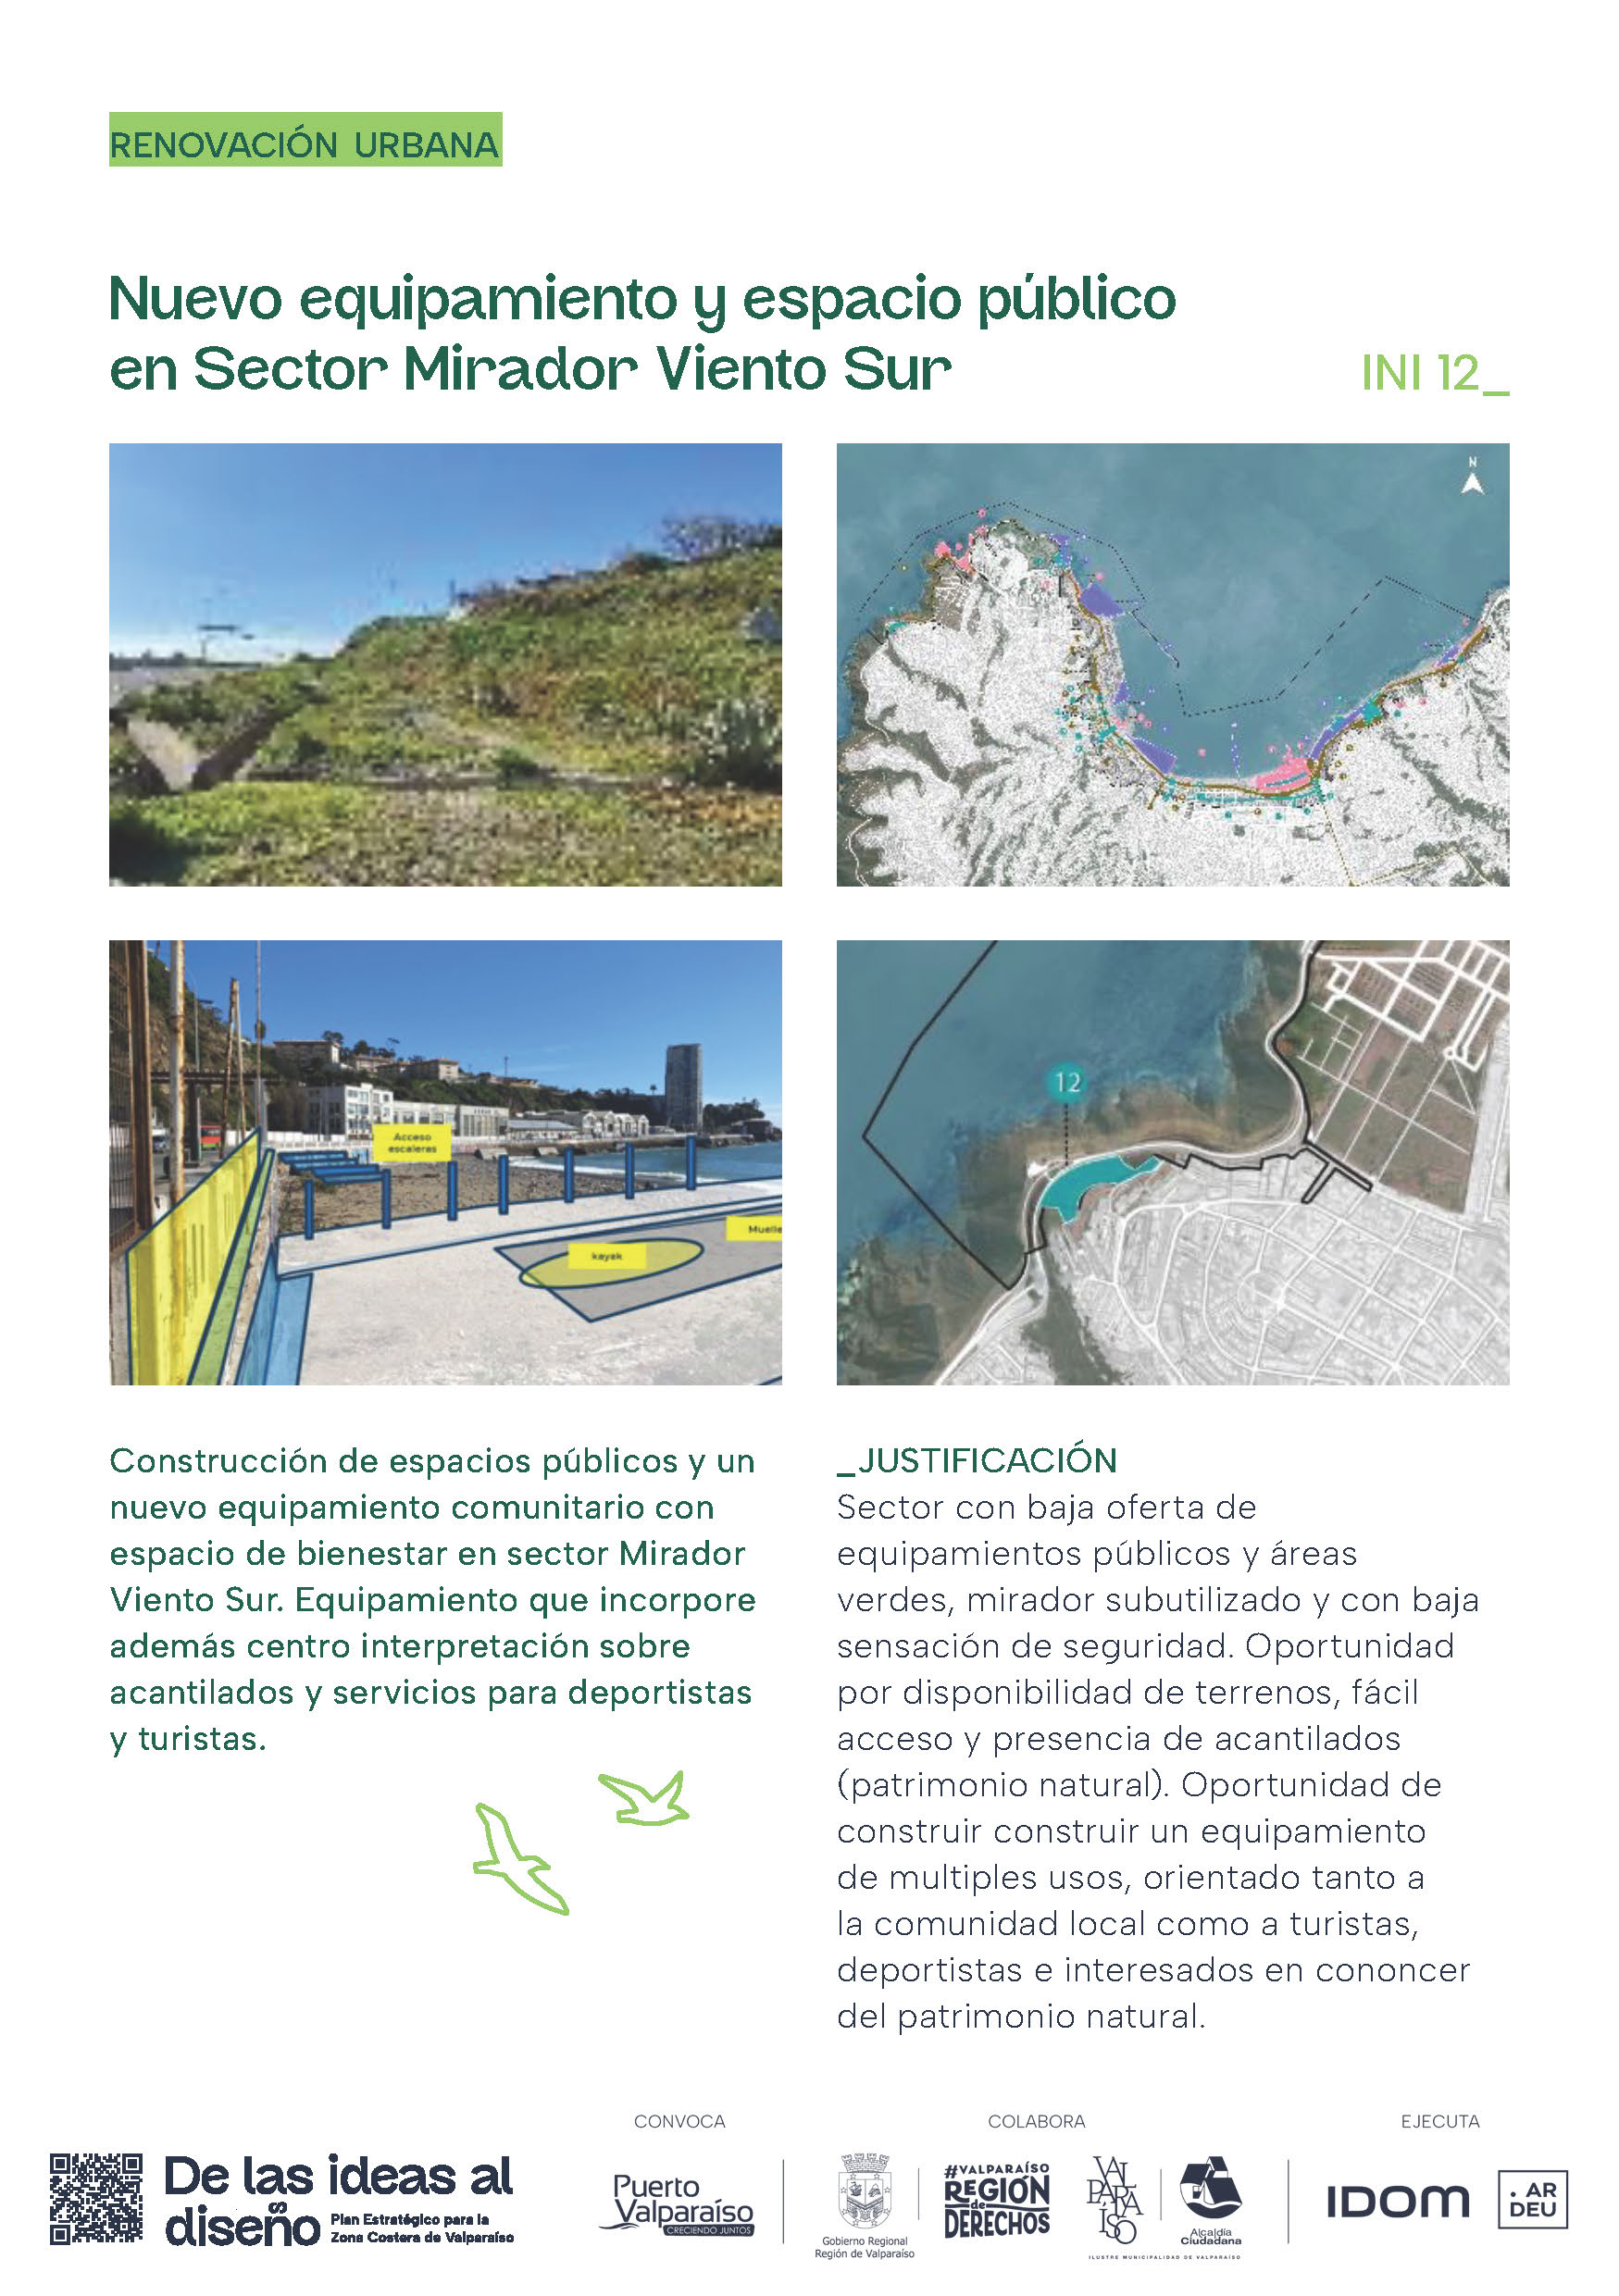 RENOVACIÓN URBANA
Nuevo equipamiento y espacio público
en Sector Mirador Viento Sur
INI 12_
N
Acceso
escaleras
kayak
Muelle
12
Construcción de espacios públicos y un
nuevo equipamiento comunitario con
espacio de bienestar en sector Mirador
Viento Sur. Equipamiento que incorpore
además centro interpretación sobre
acantilados y servicios para deportistas
y turistas.
_JUSTIFICACIÓN
Sector con baja oferta de
equipamientos públicos y áreas
verdes, mirador subutilizado y con baja
sensación de seguridad. Oportunidad
por disponibilidad de terrenos, fácil
acceso y presencia de acantilados
(patrimonio natural). Oportunidad de
construir construir un equipamiento
de multiples usos, orientado tanto a
la comunidad local como a turistas,
deportistas e interesados en cononcer
del patrimonio natural.
De las ideas al
diseño
Plan Estratégico para la
Zona Costera de Valparaíso
CONVOCA
Puerto
Valparaíso
CRECIENDO JUNTOS
COLABORA
Gobierno Regional
Región de Valparaíso
#VALPARAÍSO
REGIÓN
de
DERECHOS
VALPARAÍSO
Alcaldía
Ciudadana
ILUSTRE MUNICIPALIDAD DE VALPARAÍSO
EJECUTA
IDOM
. AR
DEU